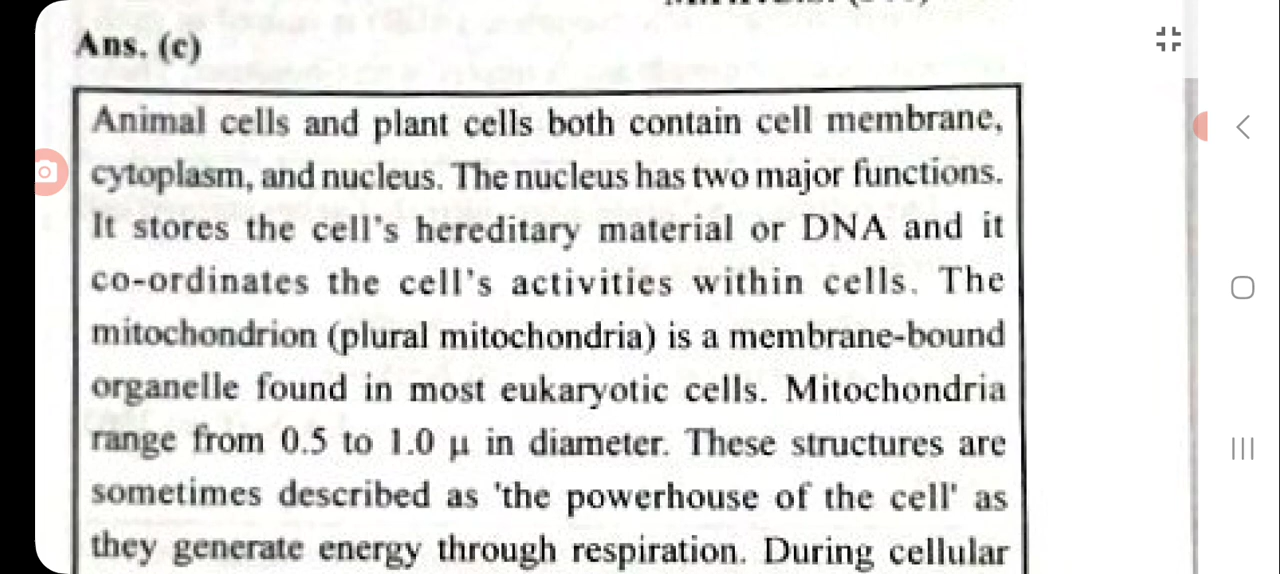 Ans. (c)
Animal cells and plant cells both contain cell membrane,
cytoplasm, and nucleus. The nucleus has two major functions.
It stores the cell's hereditary material or DNA and it
co-ordinates the cell's activities within cells. The
mitochondrion (plural mitochondria) is a membrane-bound
organelle found in most eukaryotic cells. Mitochondria
range from 0.5 to 1.0 μ in diameter. These structures are
sometimes described as 'the powerhouse of the cell' as
they generate energy through respiration. During cellular